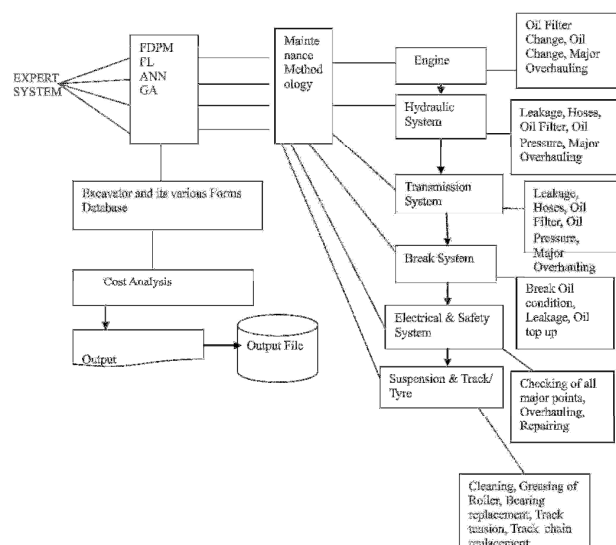 EXPERT
SYSTEM
FDPM
FL
ANN
GA
Mainte
nance
Method
ology
Engine
Oil Filter
Change, Oil
Change, Major
Overhauling
Hydraulic
System
Leakage, Hoses,
Oil Filter, Oil
Pressure, Major
Overhauling
Excavator and its various Forms
Database
Transmission
System
Leakage,
Hoses, Oil
Filter, Oil
Pressure,
Major
Overhauling
Cost Analysis
Break System
Break Oil
condition,
Leakage, Oil
top up
Output
Output File
Electrical & Safety
System
Suspension & Track/
Tyre
Checking of all
major points,
Overhauling,
Repairing
Cleaning, Greasing of
Roller, Bearing
replacement, Track
tension, Track chain
replacement